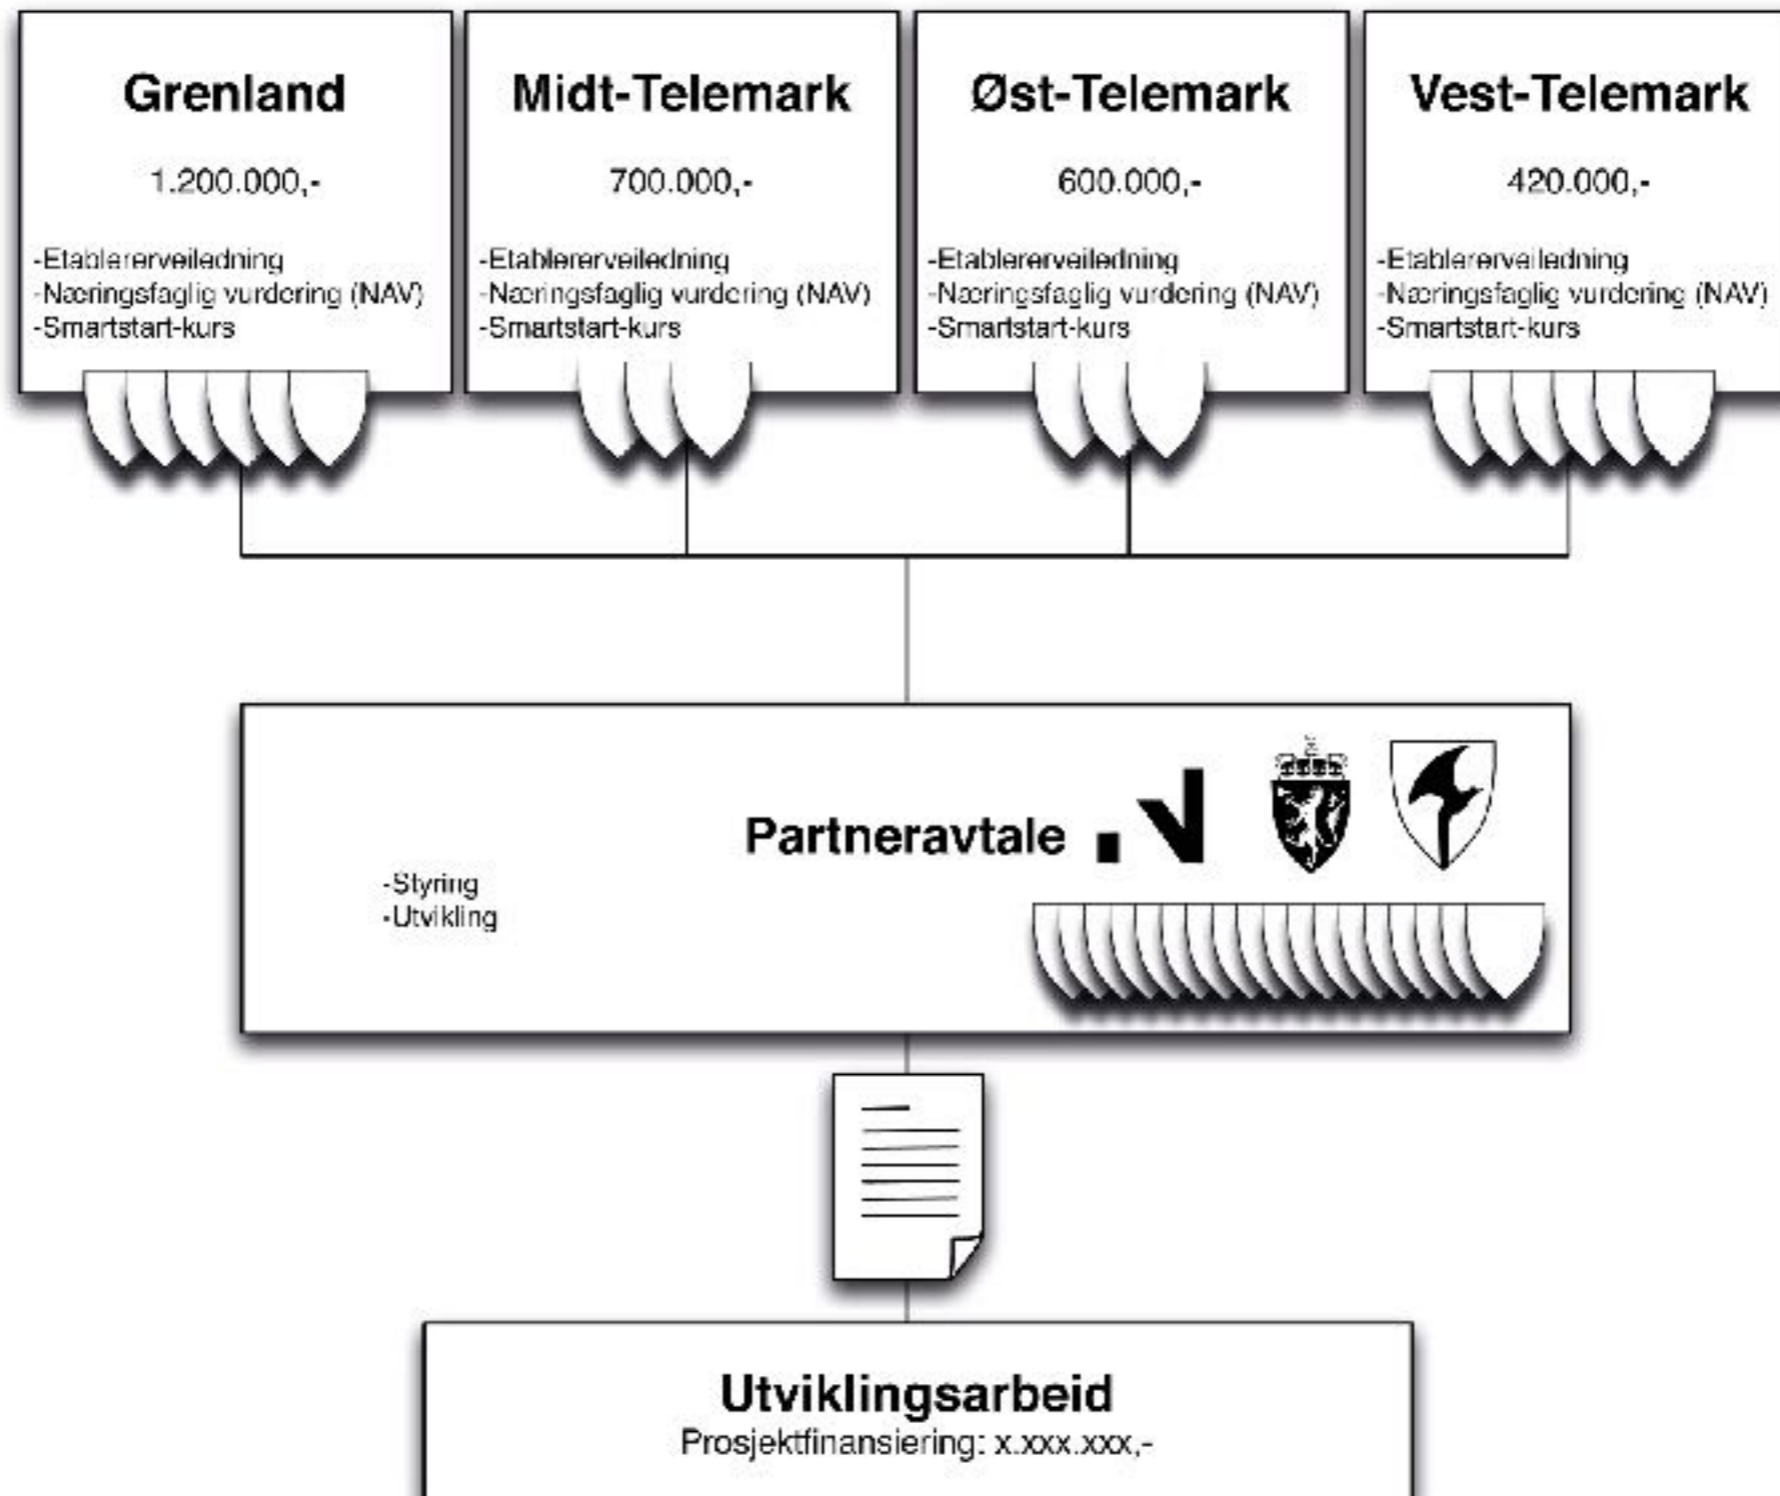 Grenland
1.200.000,-
-Etablererveiledning
-Næringsfaglig vurdering (NAV)
-Smartstart-kurs
Midt-Telemark
700.000,-
-Etablererveiledning
-Næringsfaglig vurdering (NAV)
-Smartstart-kurs
Øst-Telemark
600.000,-
-Etablererveiledning
-Næringsfaglig vurdering (NAV)
-Smartstart-kurs
Vest-Telemark
420.000,-
-Etablererveiledning
-Næringsfaglig vurdering (NAV)
-Smartstart-kurs
Partneravtale
-Styring
-Utvikling
Utviklingsarbeid
Prosjektfinansiering: x.xxx.xxx,-